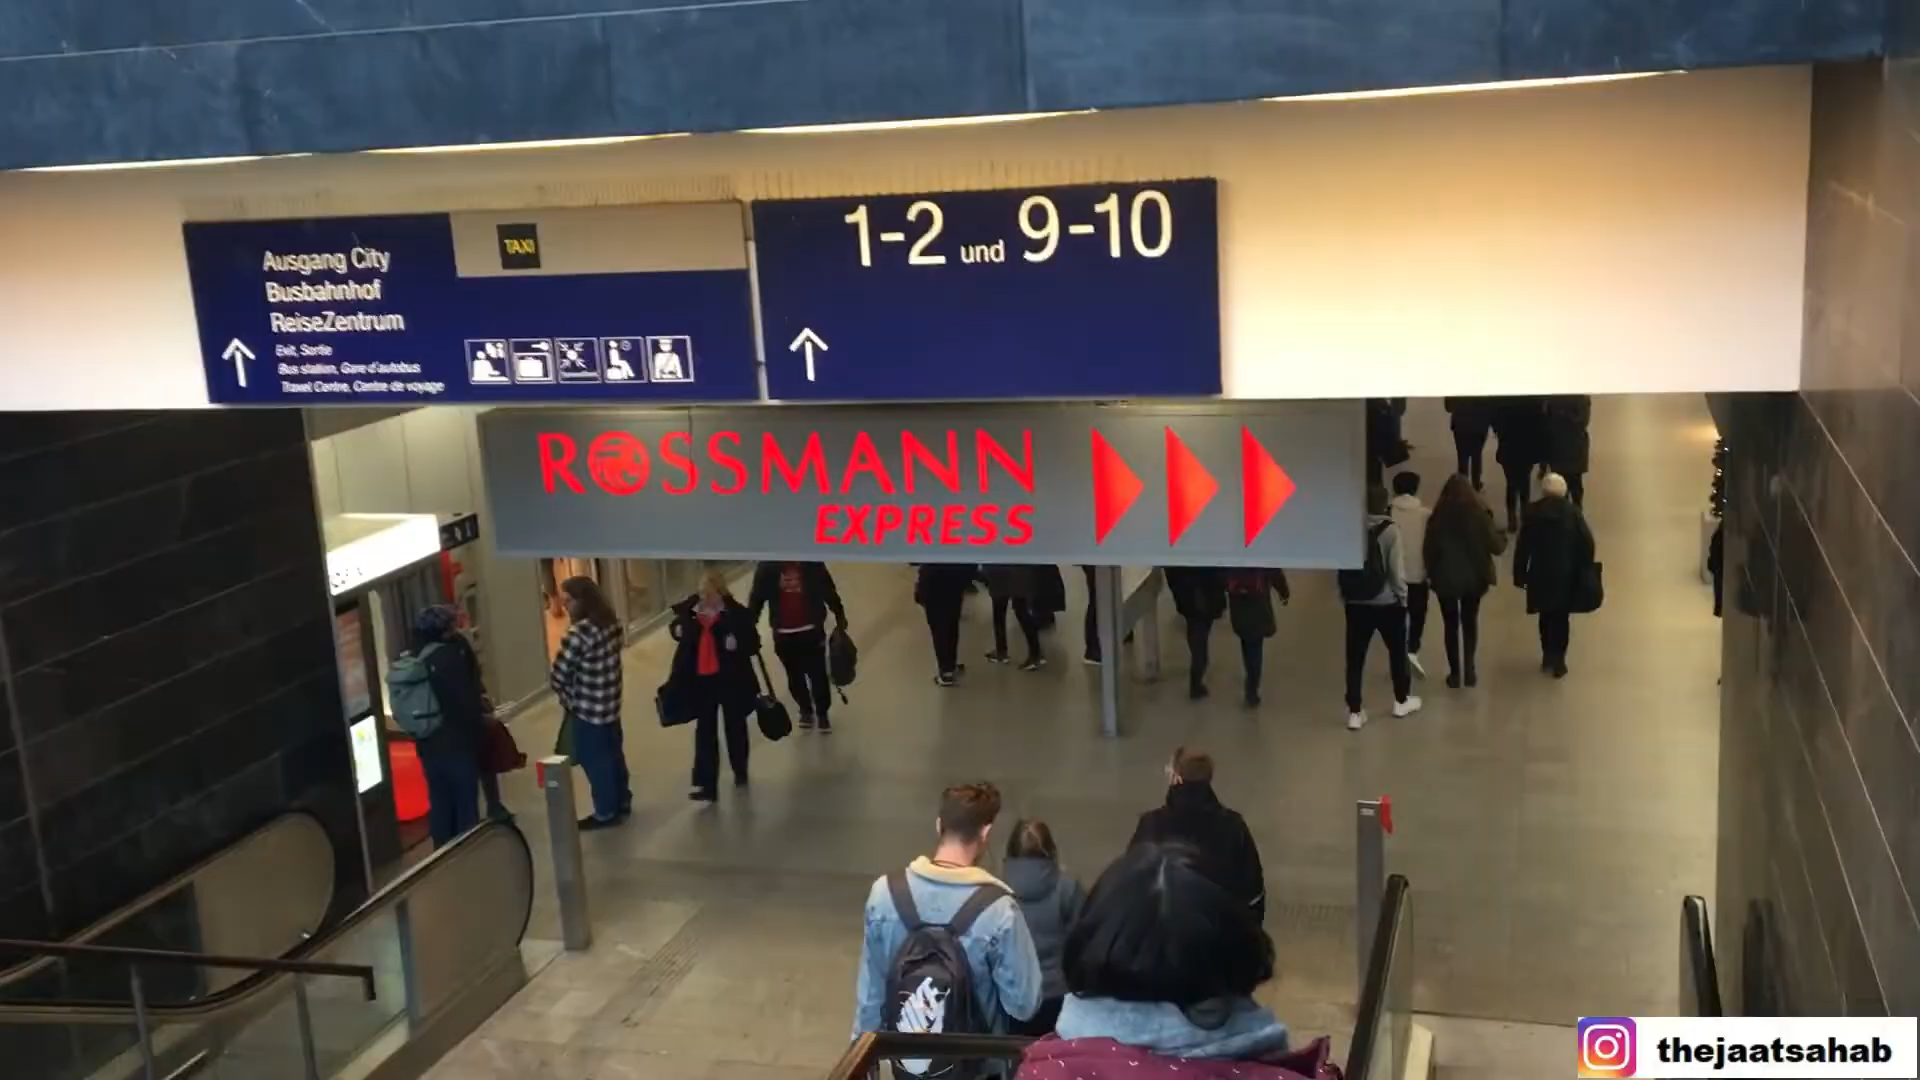 Ausgang City
Busbahnhof
ReiseZentrum
Exit, Sortie
Bus station, Gare d'autobus
Travel Centre, Centre de voyage
TAXI
1-2 und 9-10
ROSSMANN
EXPRESS
thejaatsahab